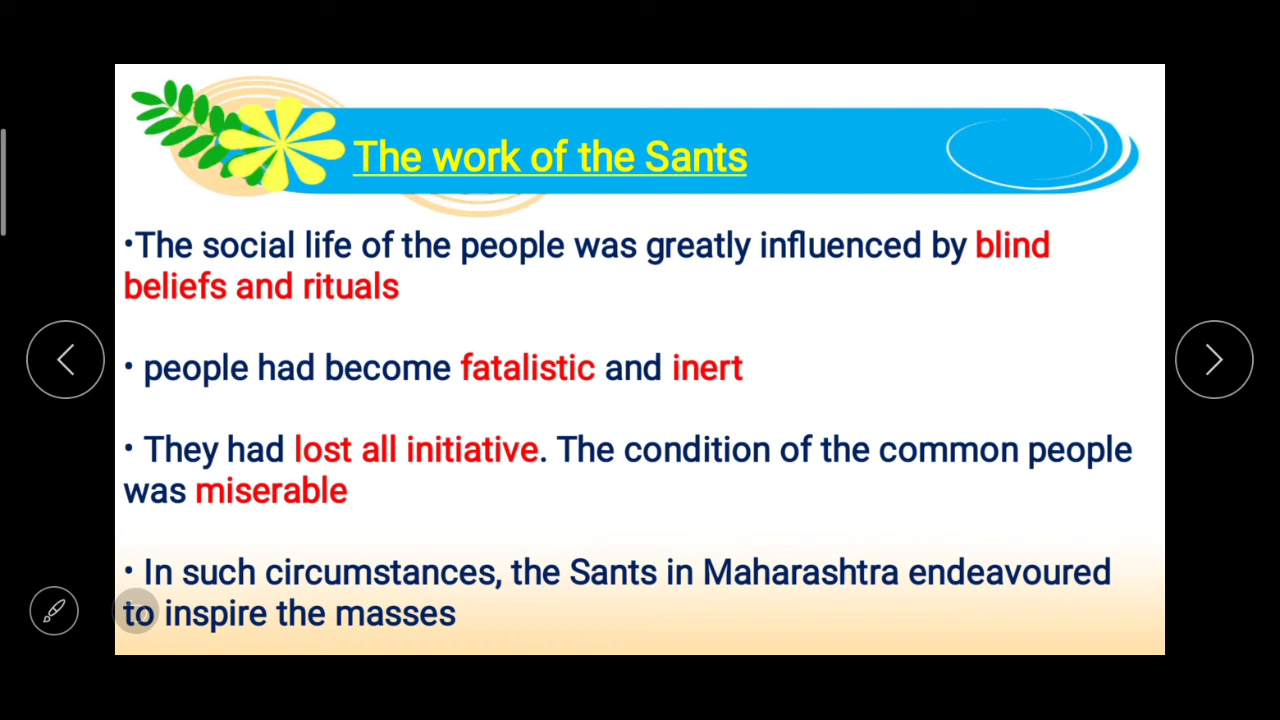 The work of the Sants
•The social life of the people was greatly influenced by blind
beliefs and rituals
• people had become fatalistic and inert
• They had lost all initiative. The condition of the common people
was miserable
• In such circumstances, the Sants in Maharashtra endeavoured
to inspire the masses